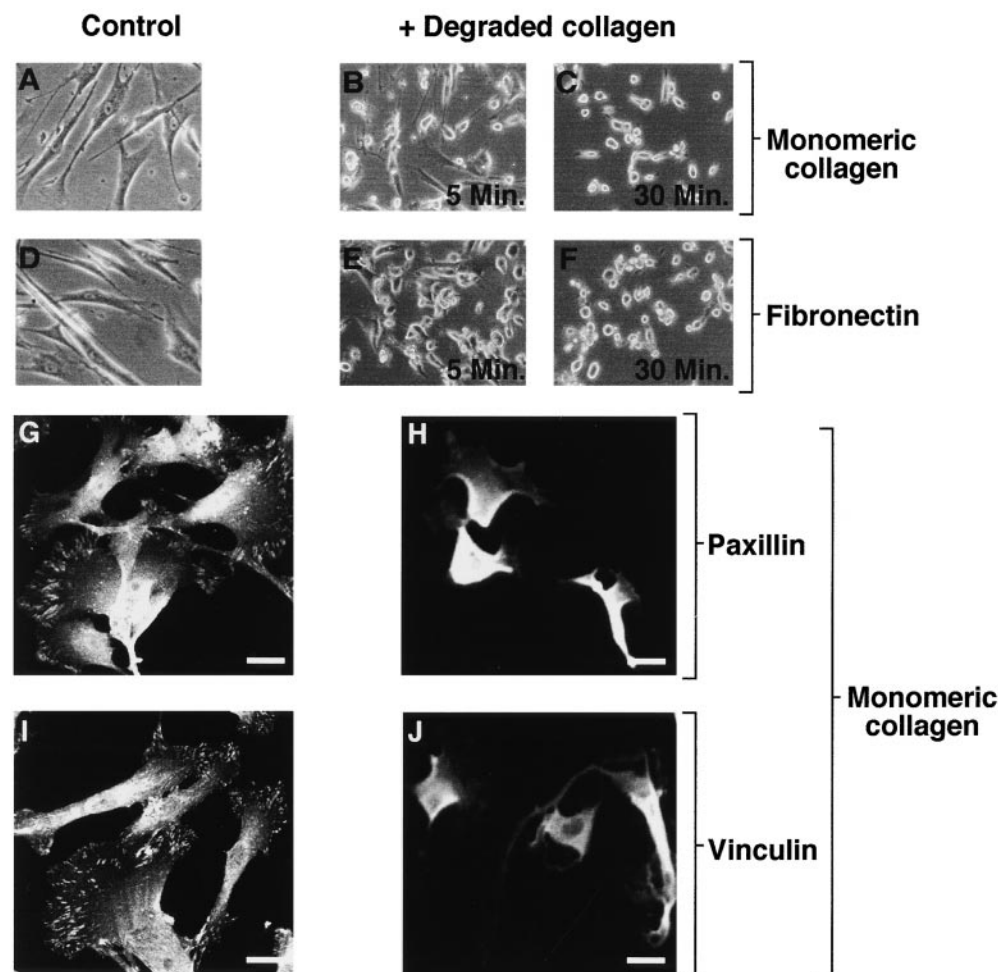 Control
+ Degraded collagen
A
B
5 Min.
C
30 Min.
Monomeric
collagen
D
E
5 Min.
F
30 Min.
Fibronectin
G
H
Paxillin
I
J
Vinculin
Monomeric
collagen